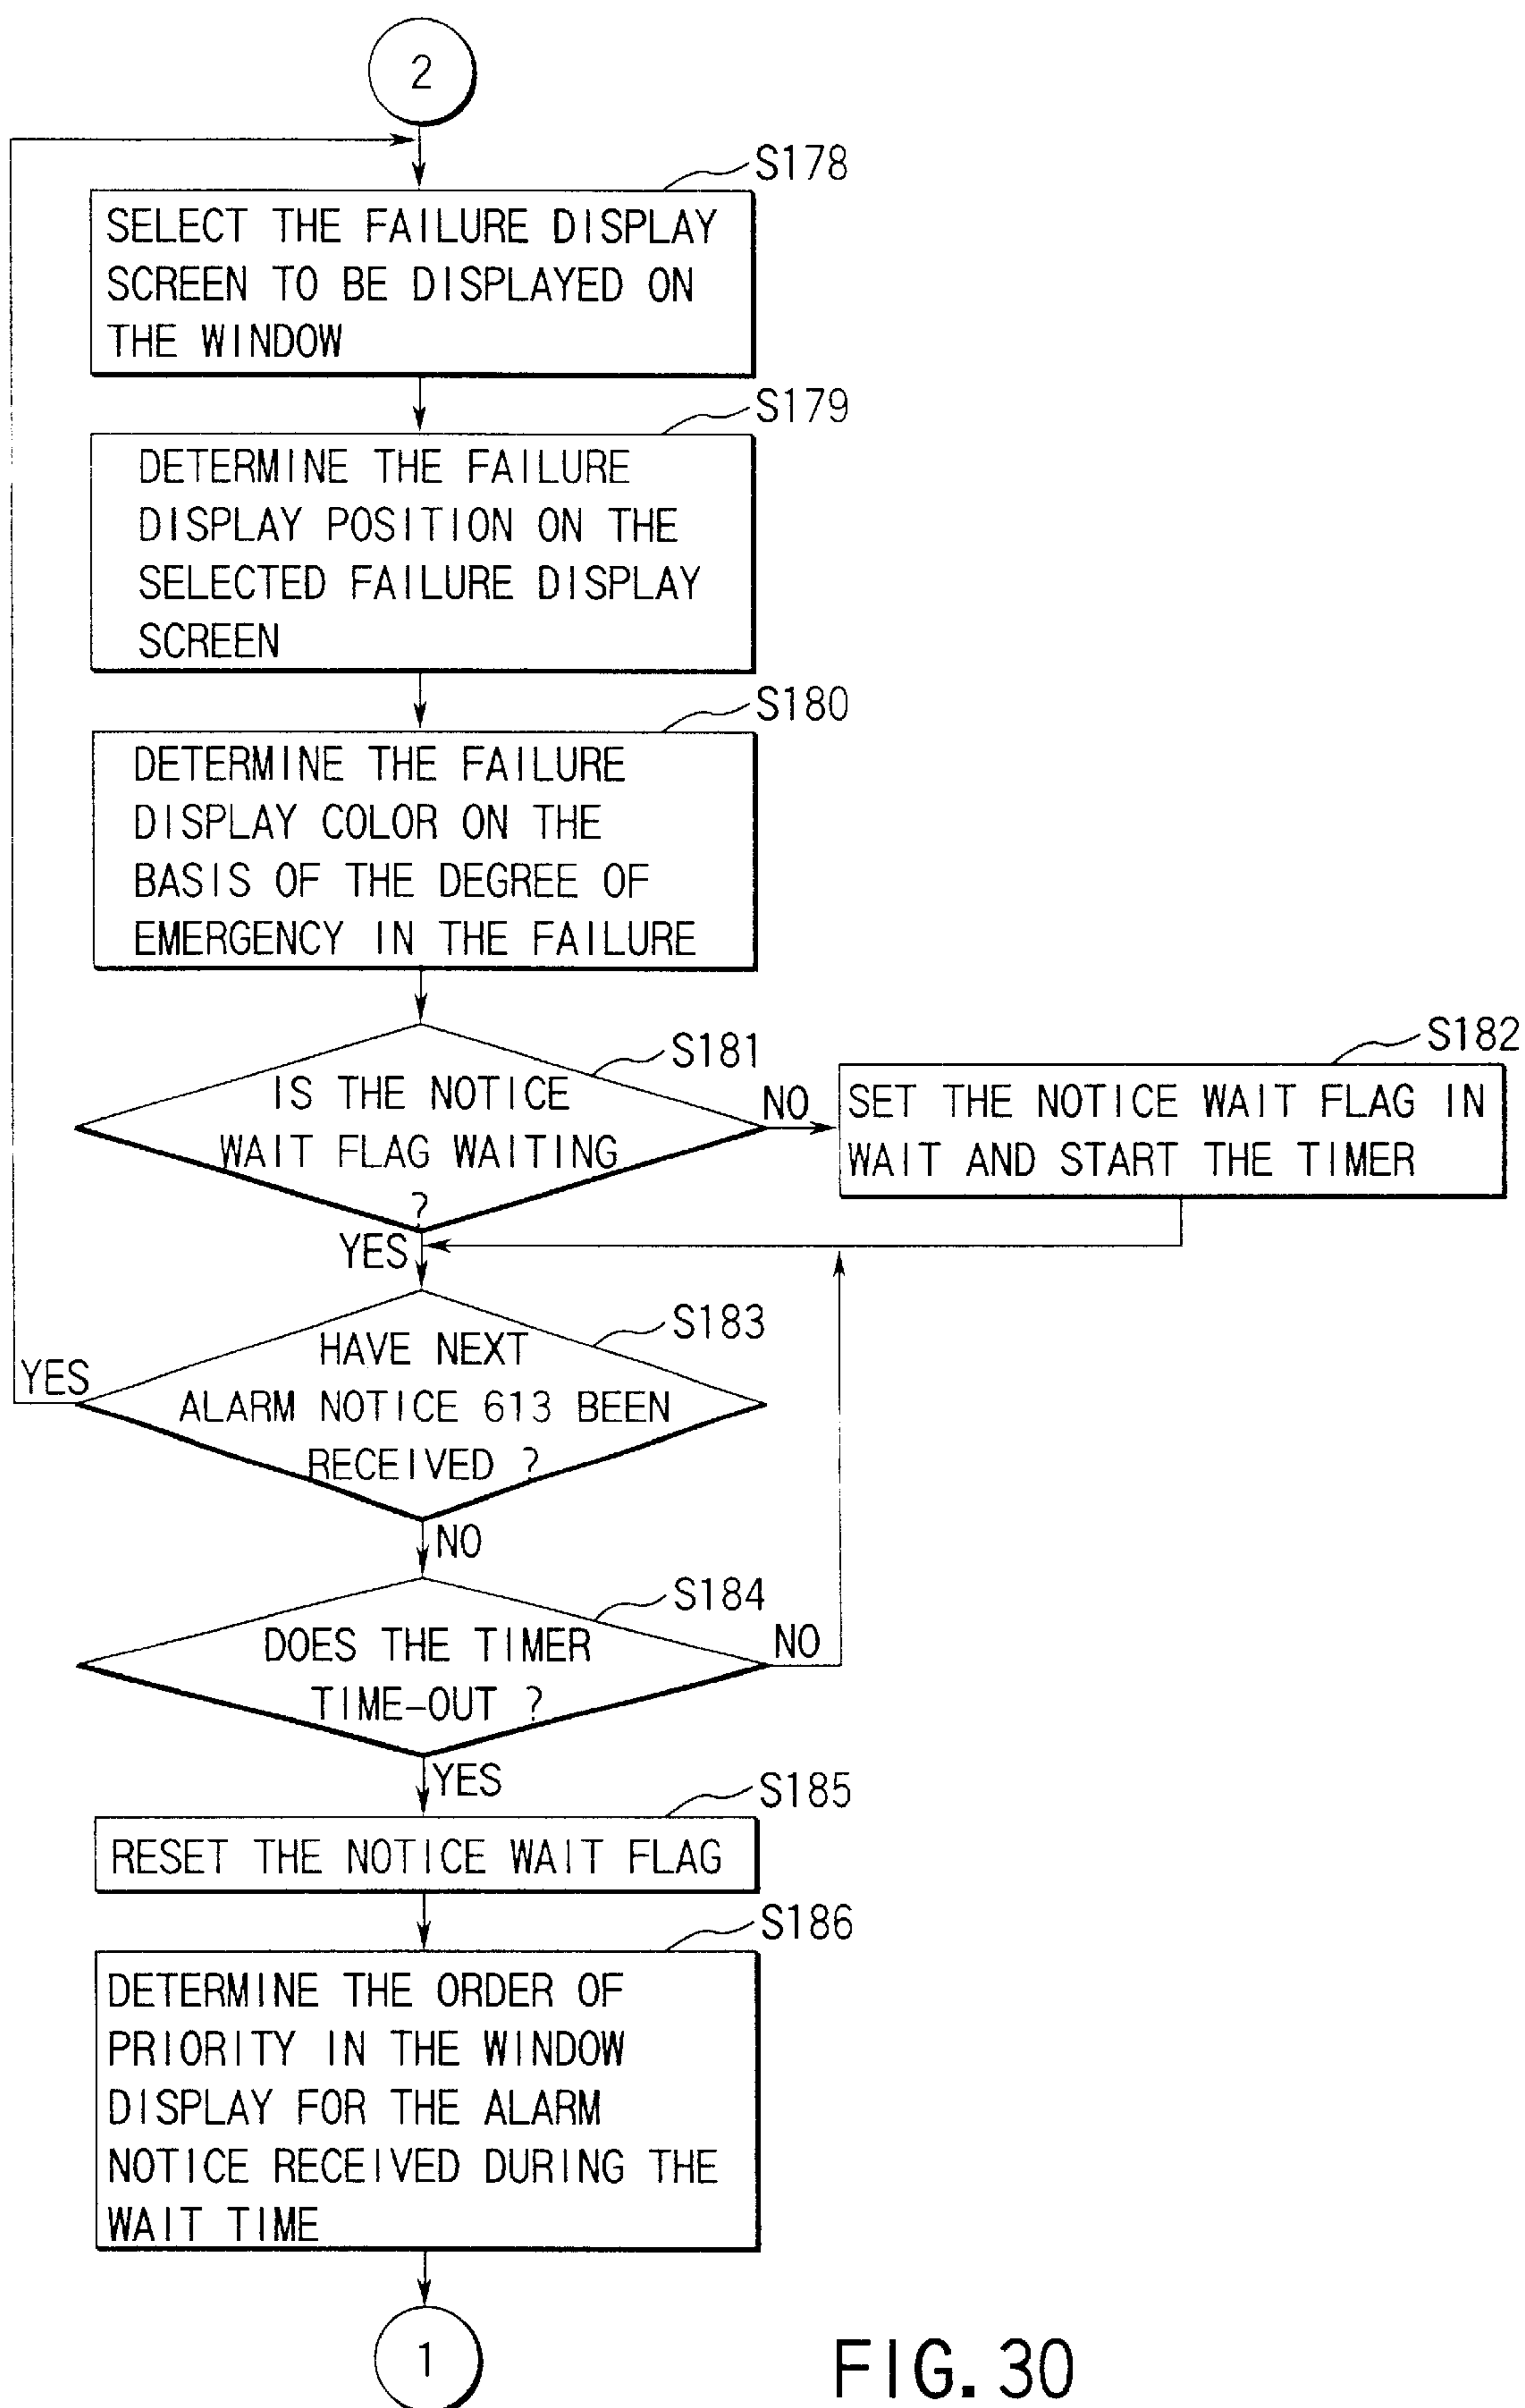 2
S178
SELECT THE FAILURE DISPLAY
SCREEN TO BE DISPLAYED ON
THE WINDOW
S179
DETERMINE THE FAILURE
DISPLAY POSITION ON THE
SELECTED FAILURE DISPLAY
SCREEN
S180
DETERMINE THE FAILURE
DISPLAY COLOR ON THE
BASIS OF THE DEGREE OF
EMERGENCY IN THE FAILURE
S181
IS THE NOTICE
WAIT FLAG WAITING
?
NO
S182
SET THE NOTICE WAIT FLAG IN
WAIT AND START THE TIMER
YES
S183
HAVE NEXT
ALARM NOTICE 613 BEEN
RECEIVED ?
YES
NO
S184
DOES THE TIMER
TIME-OUT ?
NO
YES
S185
RESET THE NOTICE WAIT FLAG
S186
DETERMINE THE ORDER OF
PRIORITY IN THE WINDOW
DISPLAY FOR THE ALARM
NOTICE RECEIVED DURING THE
WAIT TIME
1
FIG. 30